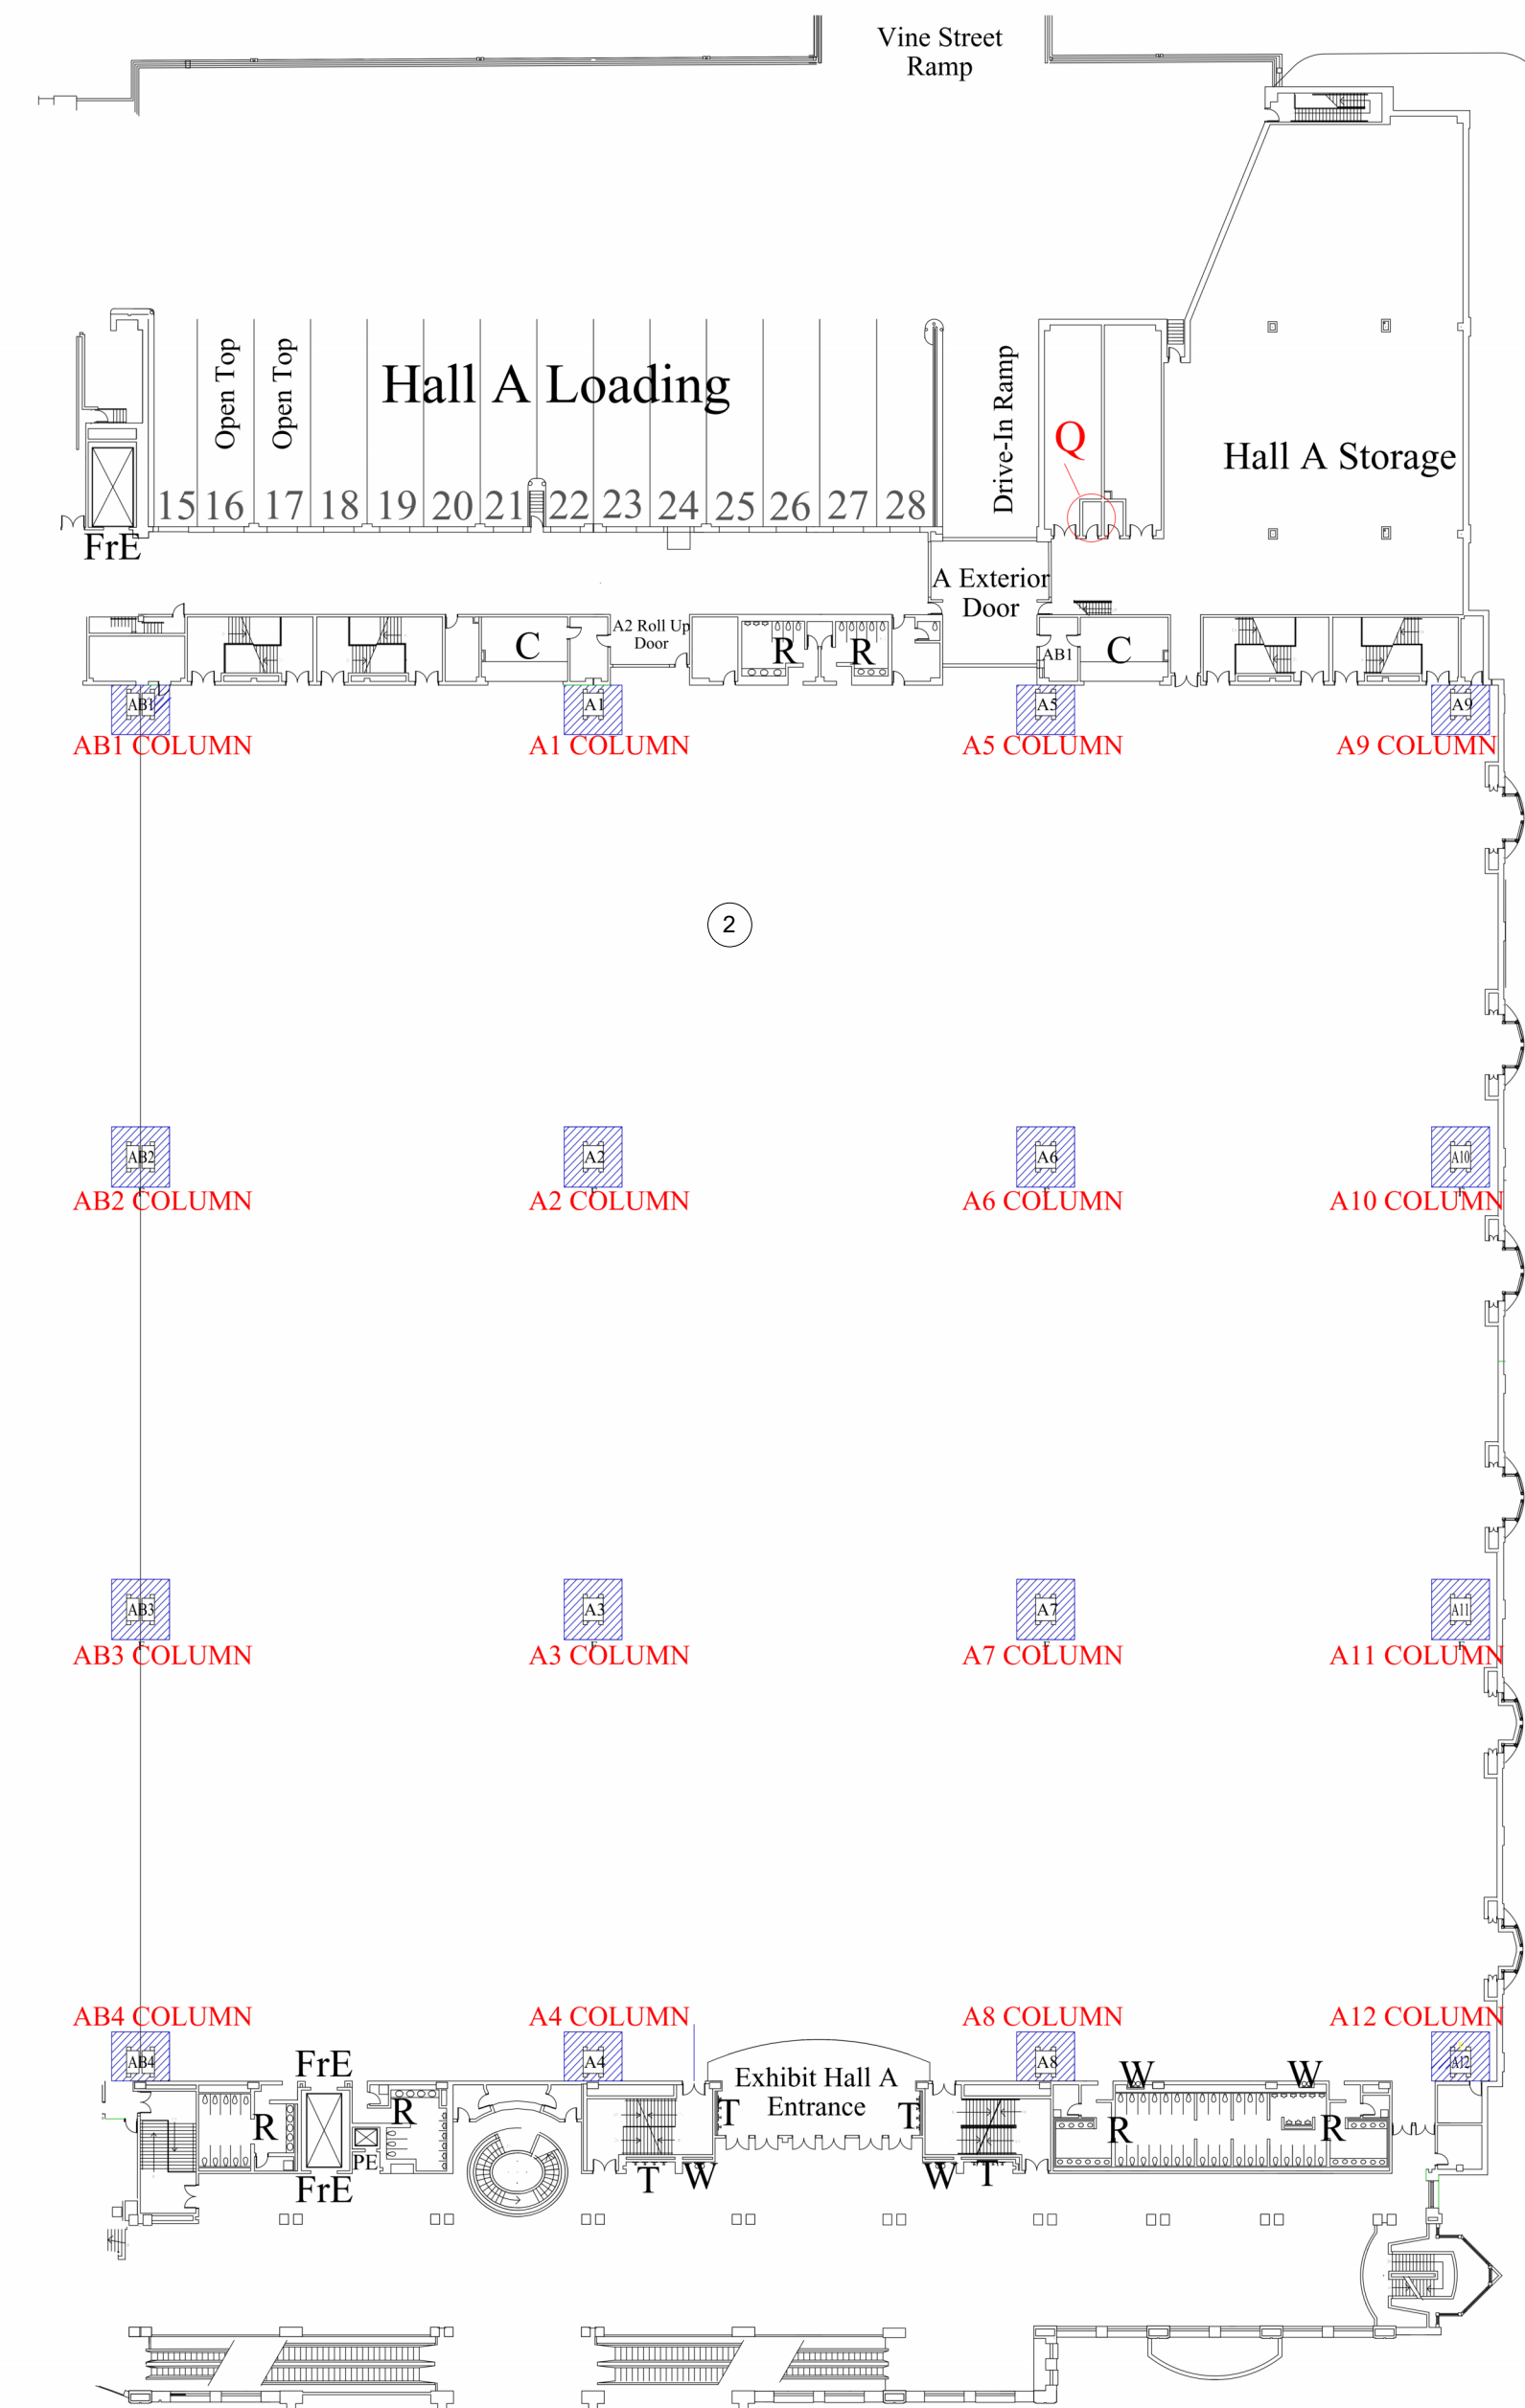 Vine Street
Ramp
Open Top
Open Top
Hall A Loading
Drive-In Ramp
Q
Hall A Storage
15 16 17 18 19 20 21 22 23 24 25 26 27 28
FrE
A Exterior
Door
A2 Roll Up
Door
C
R
R
AB1
C
AB1
A1
A5
A9
AB1 COLUMN
A1 COLUMN
A5 COLUMN
A9 COLUMN
2
AB2
A2
A6
A10
AB2 COLUMN
A2 COLUMN
A6 COLUMN
A10 COLUMN
AB3
A3
A7
A11
AB3 COLUMN
A3 COLUMN
A7 COLUMN
A11 COLUMN
AB4 COLUMN
A4 COLUMN
A8 COLUMN
A12 COLUMN
AB4
A4
A8
A12
FrE
Exhibit Hall A
Entrance
W
W
R
R
T
T
R
R
PE
FrE
T
W
W
T